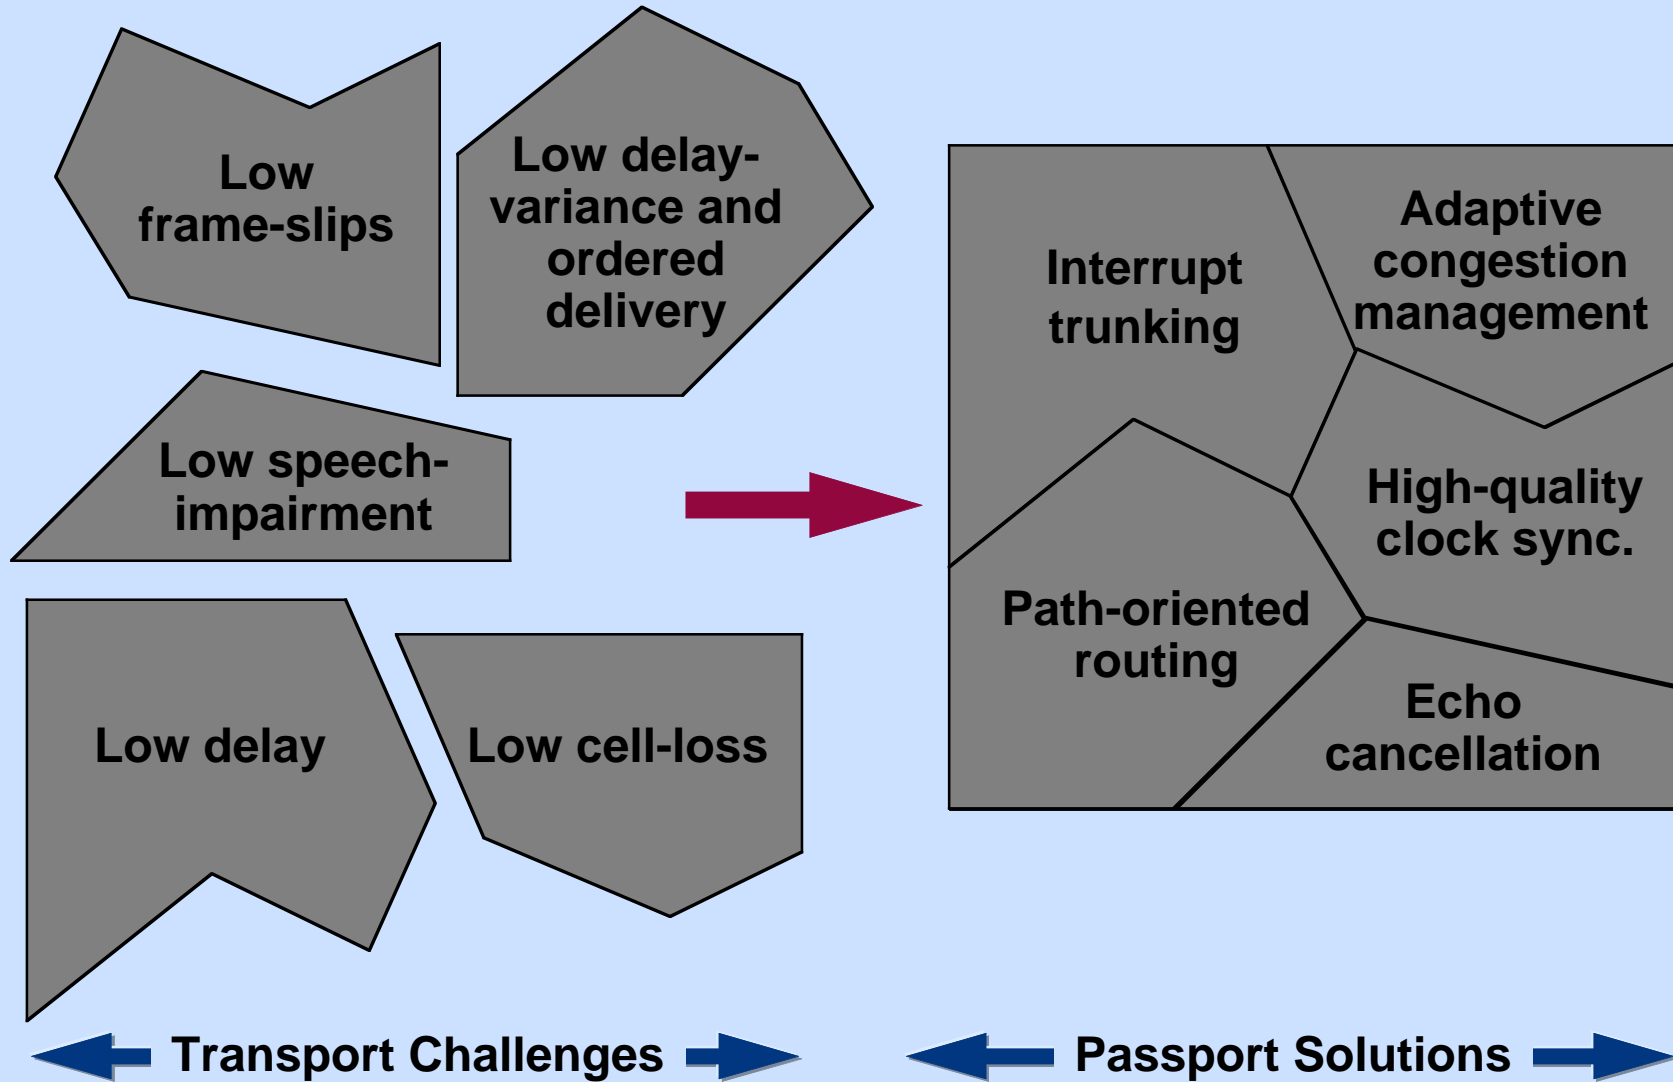 Low
frame-slips
Low delay-
variance and
ordered
delivery
Low speech-
impairment
Low delay
Low cell-loss
Interrupt
trunking
Adaptive
congestion
management
High-quality
clock sync.
Path-oriented
routing
Echo
cancellation
Transport Challenges
Passport Solutions